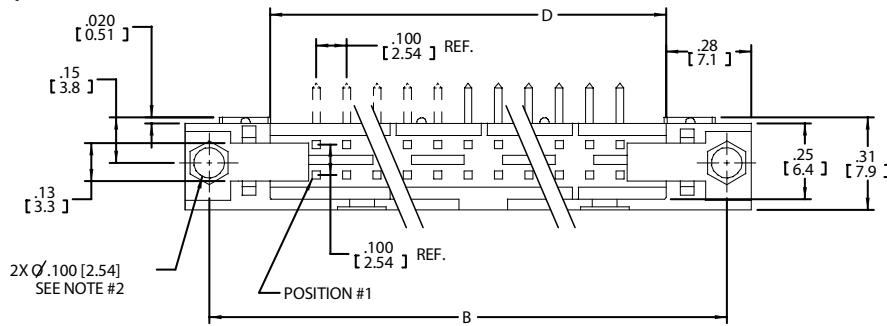 D
.020
[ 0.51 ]
.100
[ 2.54 ] REF.
.28
[ 7.1 ]
.15
[ 3.8 ]
.13
[ 3.3 ]
.25
[ 6.4 ]
.31
[ 7.9 ]
.100
[ 2.54 ] REF.
2X Ø .100 [2.54]
SEE NOTE #2
POSITION #1
B